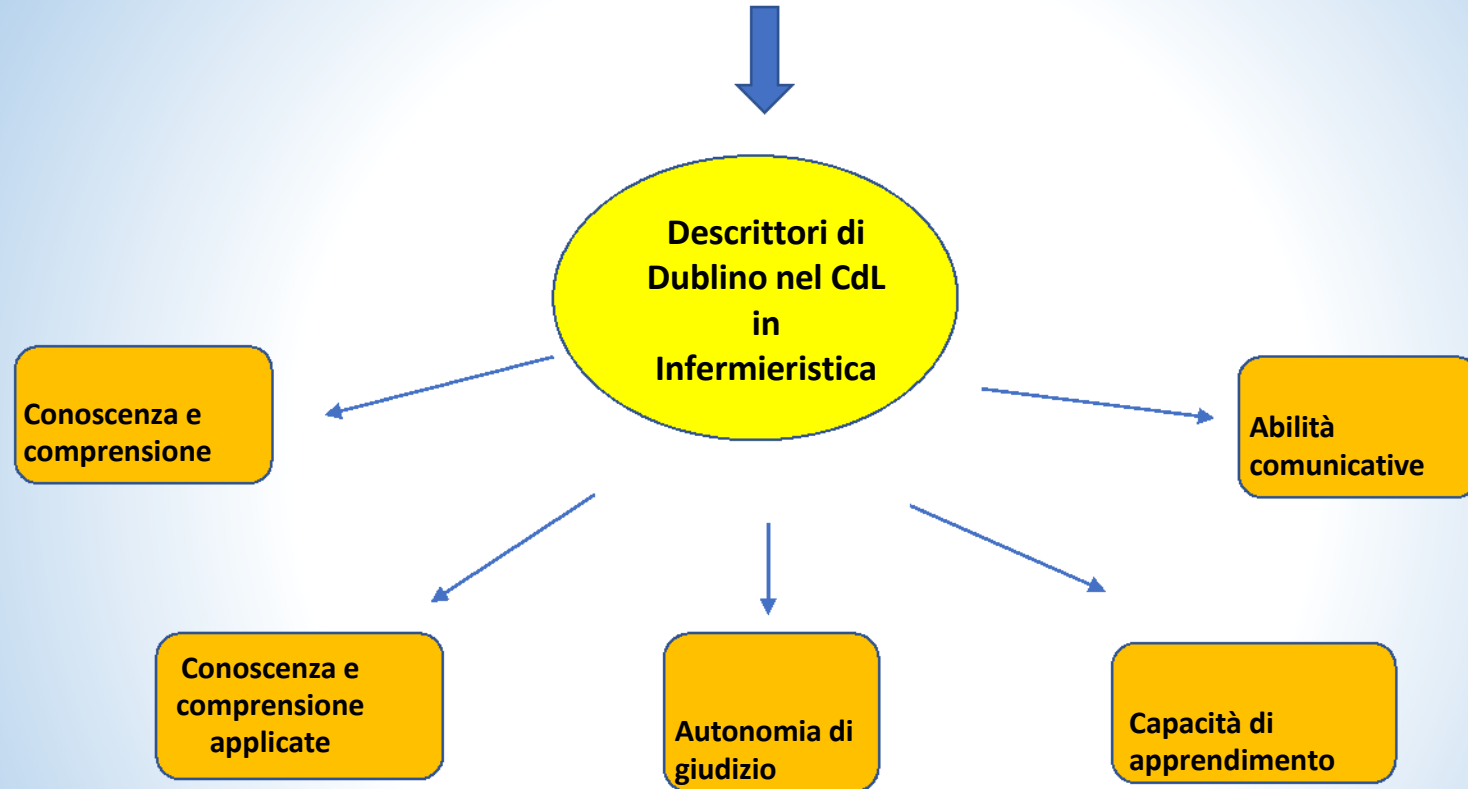 Descrittori di
Dublino nel CdL
in
Infermieristica
Conoscenza e
comprensione
Abilità
comunicative
Conoscenza e
comprensione
applicate
Autonomia di
giudizio
Capacità di
apprendimento